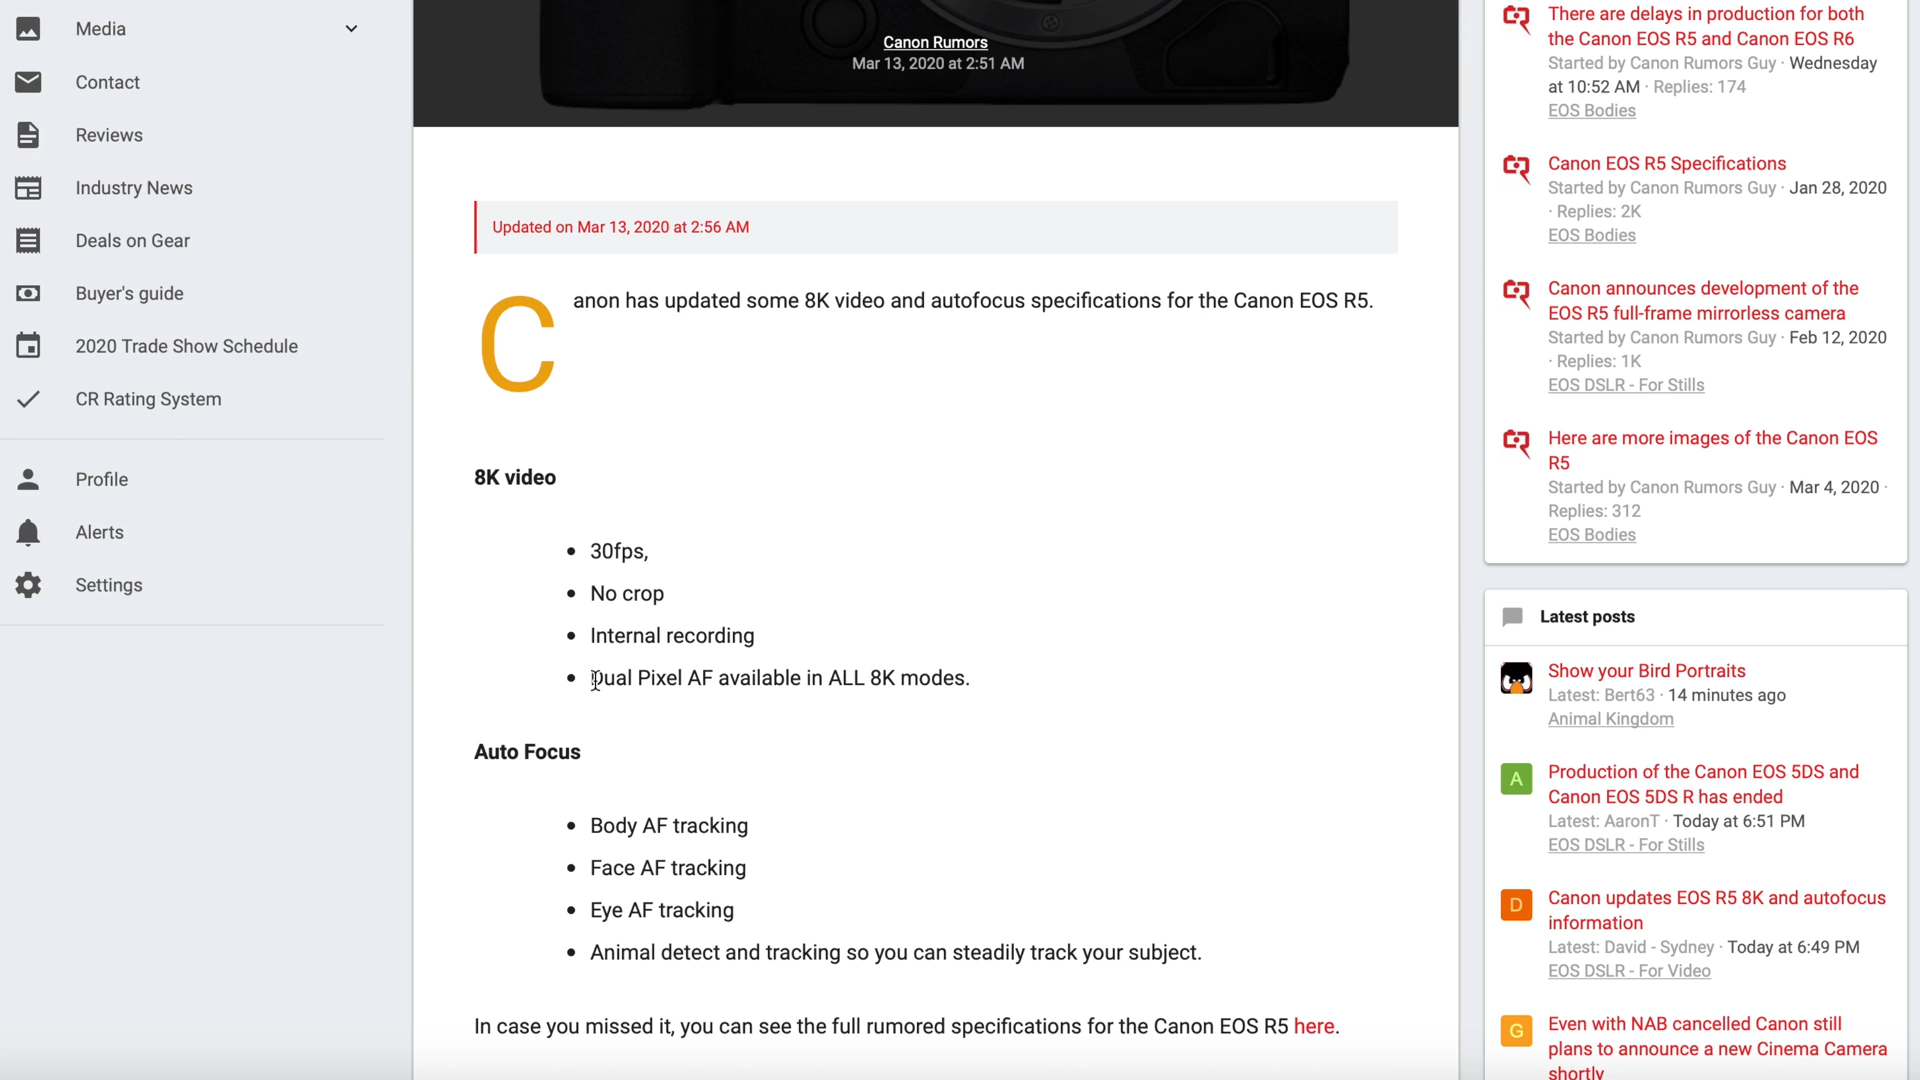 Media
Contact
Reviews
Industry News
Deals on Gear
Buyer's guide
2020 Trade Show Schedule
CR Rating System
Profile
Alerts
Settings
Canon Rumors
Mar 13, 2020 at 2:51 AM
Updated on Mar 13, 2020 at 2:56 AM
Canon has updated some 8K video and autofocus specifications for the Canon EOS R5.
8K video
• 30fps,
• No crop
• Internal recording
• Dual Pixel AF available in ALL 8K modes.
Auto Focus
• Body AF tracking
• Face AF tracking
• Eye AF tracking
• Animal detect and tracking so you can steadily track your subject.
In case you missed it, you can see the full rumored specifications for the Canon EOS R5 here.
There are delays in production for both
the Canon EOS R5 and Canon EOS R6
Started by Canon Rumors Guy · Wednesday
at 10:52 AM · Replies: 174
EOS Bodies
Canon EOS R5 Specifications
Started by Canon Rumors Guy · Jan 28, 2020
· Replies: 2K
EOS Bodies
Canon announces development of the
EOS R5 full-frame mirrorless camera
Started by Canon Rumors Guy · Feb 12, 2020
· Replies: 1K
EOS DSLR - For Stills
Here are more images of the Canon EOS
R5
Started by Canon Rumors Guy · Mar 4, 2020 ·
Replies: 312
EOS Bodies
Latest posts
Show your Bird Portraits
Latest: Bert63 · 14 minutes ago
Animal Kingdom
A
Production of the Canon EOS 5DS and
Canon EOS 5DS R has ended
Latest: AaronT · Today at 6:51 PM
EOS DSLR - For Stills
D
Canon updates EOS R5 8K and autofocus
information
Latest: David - Sydney · Today at 6:49 PM
EOS DSLR - For Video
G
Even with NAB cancelled Canon still
plans to announce a new Cinema Camera
shortly